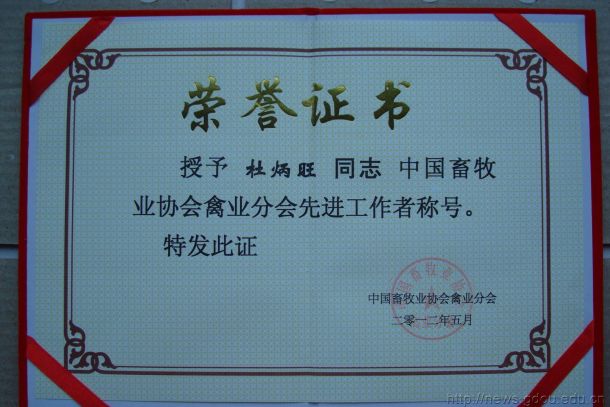 荣誉证书
授予 杜炳旺 同志 中国畜牧
业协会禽业分会先进工作者称号。
特发此证
中国畜牧业协会禽业分会
二零一二年五月
http://news.gdou.edu.cn